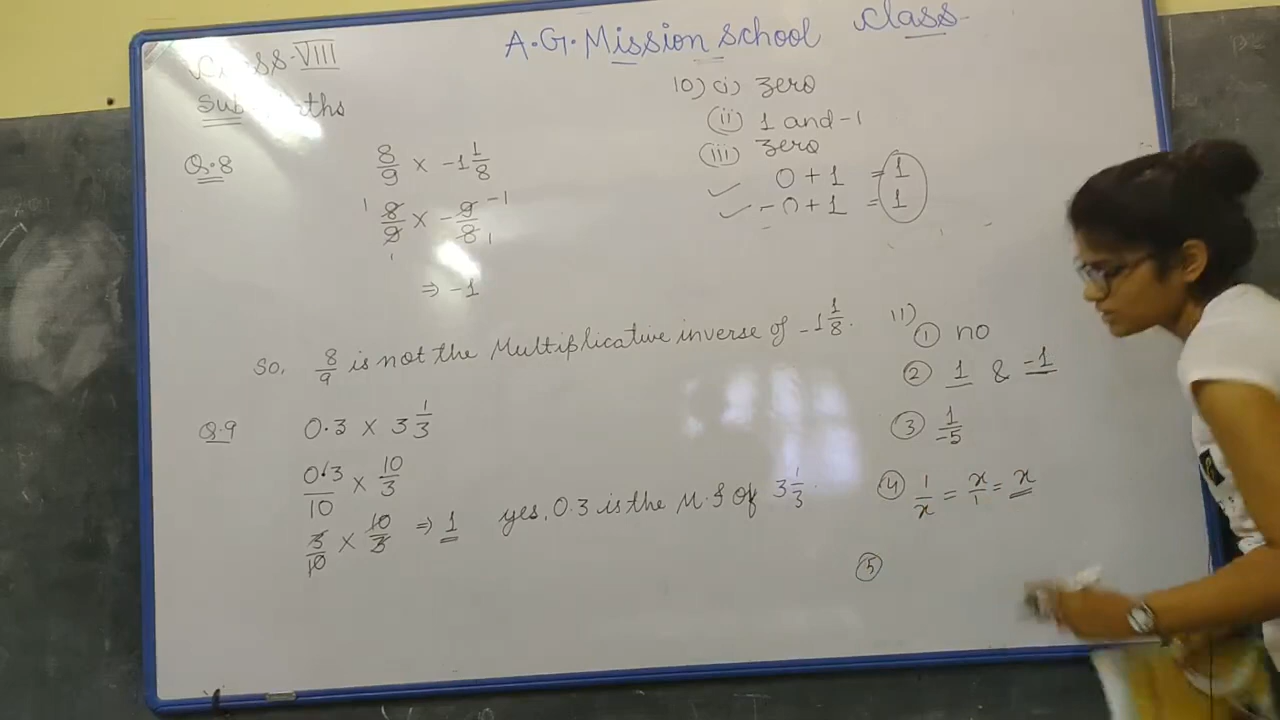 A.G. Mission school class
Class-VIII
Sub
Q.8
8/9 × -1 1/8
8/9 × -9/8
1 -1
1 1
⇒ -1
So, 8/9 is not the Multiplicative inverse of -1 1/8.
Q.9
0.3 × 3 1/3
0.3/10 × 10/3
3/10 × 10/3 ⇒ 1
yes, 0.3 is the M.I of 3 1/3.
10) (i) zero
(ii) 1 and -1
(iii) zero
✓ 0 + 1 = 1
✓ -0 + 1 = 1
11)
① no
② 1 & -1
③ 1/-5
④ 1/x = x/1 = x
⑤